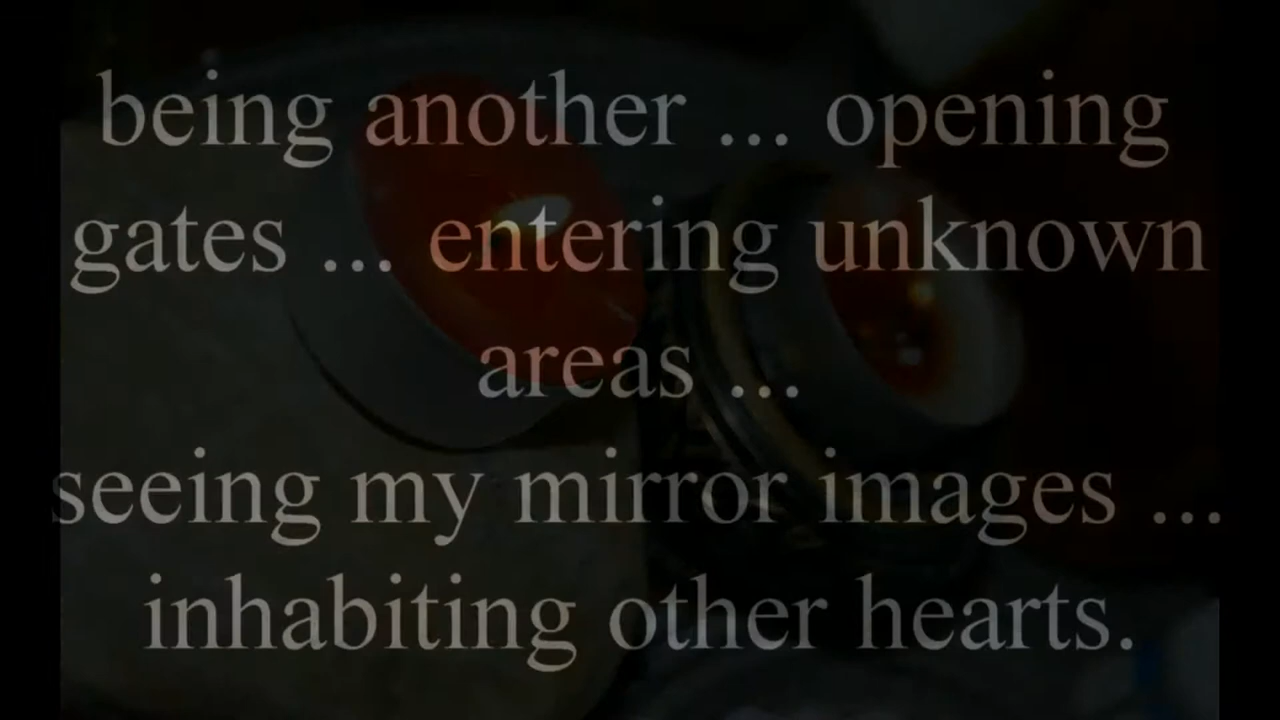 being another ... opening
gates ... entering unknown
areas ...
seeing my mirror images ...
inhabiting other hearts.